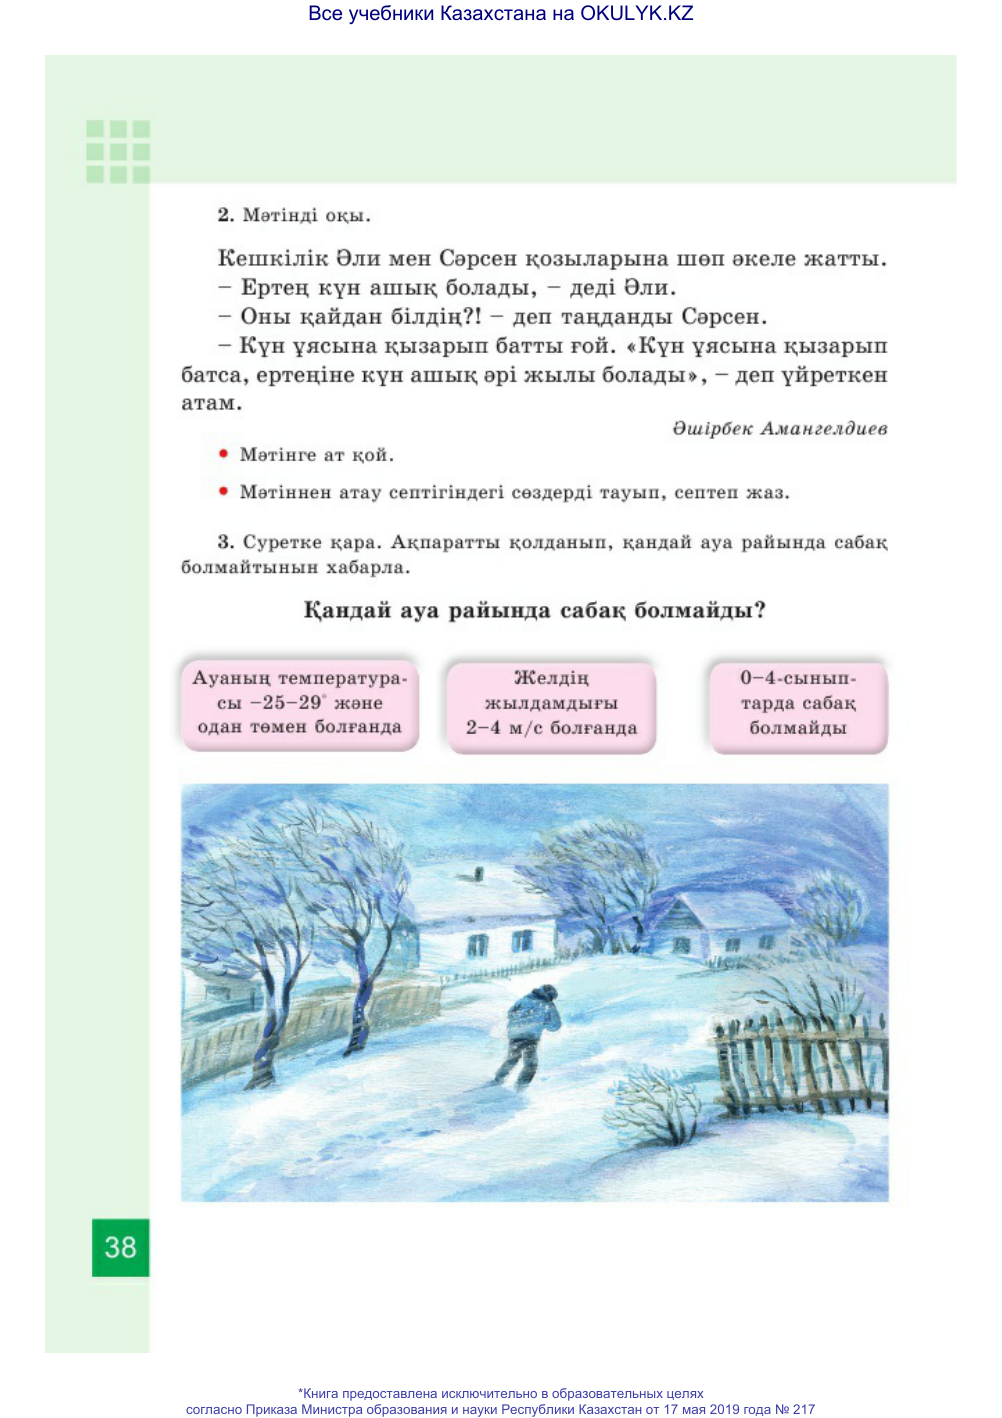 Все учебники Казахстана на OKULYK.KZ
2. Мәтінді оқы.
Кешкілік Әли мен Сәрсен қозыларына шөп әкеле жатты.
– Ертең күн ашық болады, – деді Әли.
– Оны қайдан білдің?! – деп таңданды Сәрсен.
– Күн ұясына қызарып батты ғой. «Күн ұясына қызарып
батса, ертеңіне күн ашық әрі жылы болады», – деп үйреткен
атам.
Әшірбек Амангелдиев
• Мәтінге ат қой.
• Мәтіннен атау септігіндегі сөздерді тауып, септеп жаз.
3. Суретке қара. Ақпаратты қолданып, қандай ауа райында сабақ
болмайтынын хабарла.
Қандай ауа райында сабақ болмайды?
Ауаның температура-
сы –25–29° және
одан төмен болғанда
Желдің
жылдамдығы
2–4 м/с болғанда
0–4-сынып-
тарда сабақ
болмайды
38
*Книга предоставлена исключительно в образовательных целях
согласно Приказа Министра образования и науки Республики Казахстан от 17 мая 2019 года № 217